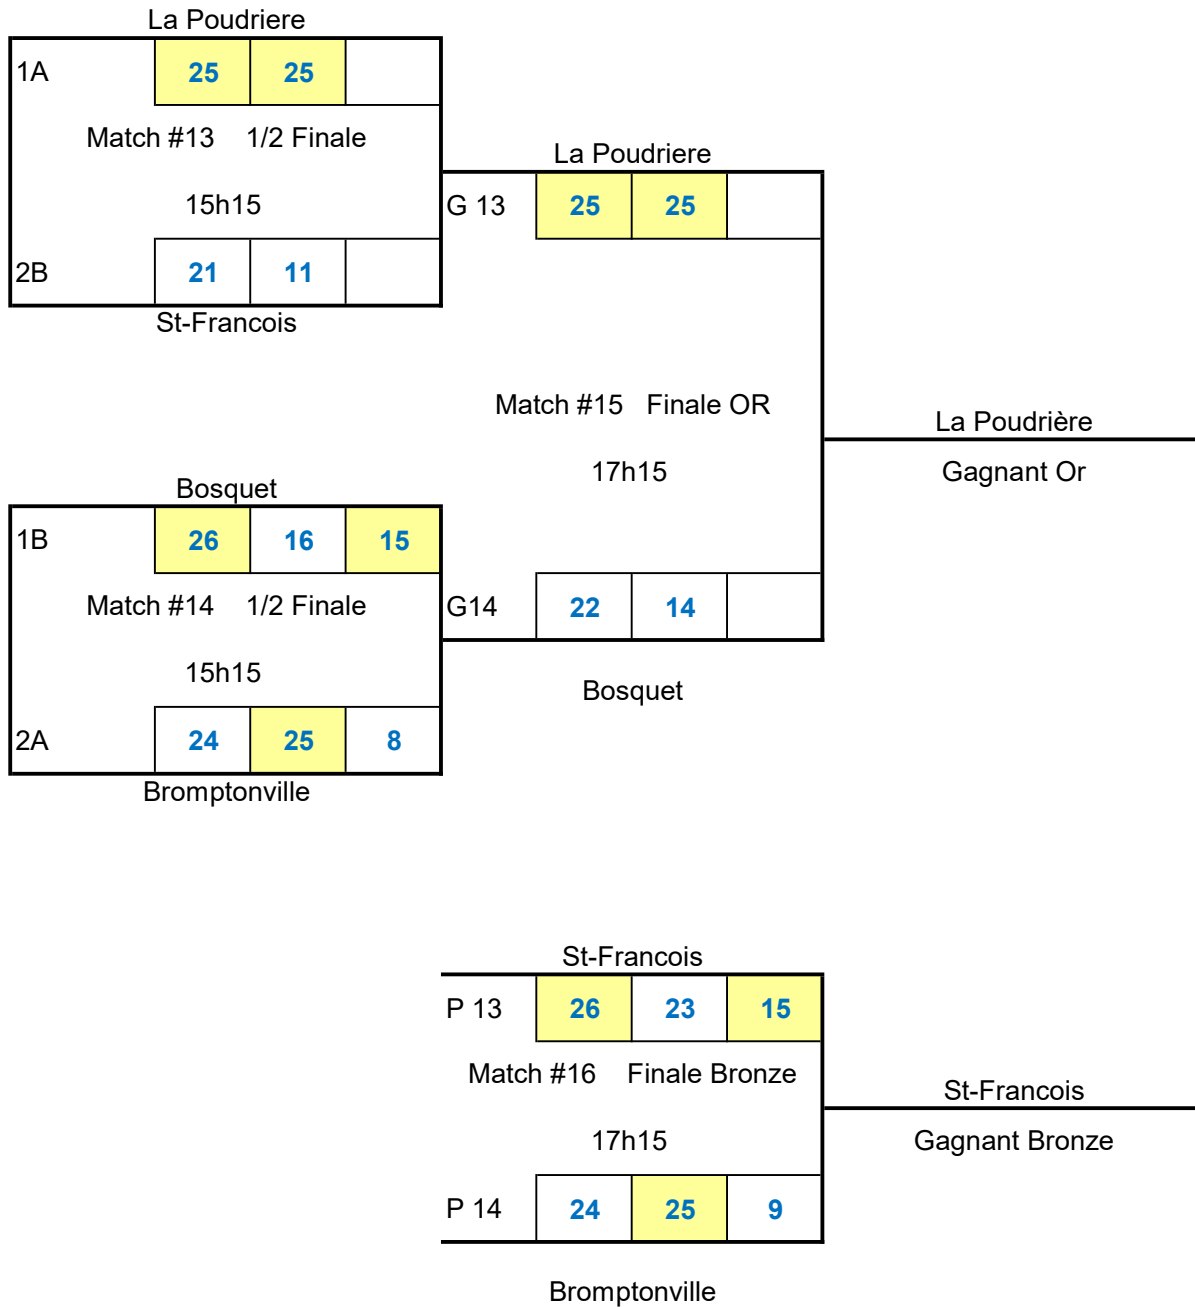 La Poudriere
1A 25 25
Match #13 1/2 Finale
15h15
2B 21 11
St-Francois
La Poudriere
G 13 25 25
Match #15 Finale OR
17h15
G14 22 14
Bosquet
La Poudrière
Gagnant Or
Bosquet
1B 26 16 15
Match #14 1/2 Finale
15h15
2A 24 25 8
Bromptonville
St-Francois
P 13 26 23 15
Match #16 Finale Bronze
17h15
P 14 24 25 9
Bromptonville
St-Francois
Gagnant Bronze